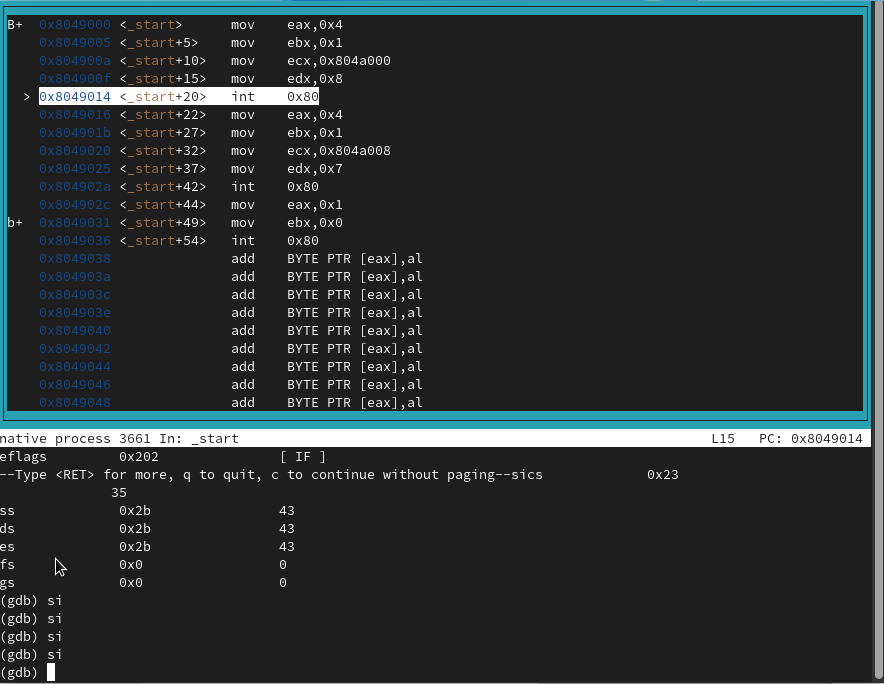 B+ 0x8049000 <_start> mov eax,0x4
0x8049005 <_start+5> mov ebx,0x1
0x804900a <_start+10> mov ecx,0x804a000
0x804900f <_start+15> mov edx,0x8
> 0x8049014 <_start+20> int 0x80
0x8049016 <_start+22> mov eax,0x4
0x804901b <_start+27> mov ebx,0x1
0x8049020 <_start+32> mov ecx,0x804a008
0x8049025 <_start+37> mov edx,0x7
0x804902a <_start+42> int 0x80
0x804902c <_start+44> mov eax,0x1
b+ 0x8049031 <_start+49> mov ebx,0x0
0x8049036 <_start+54> int 0x80
0x8049038 add BYTE PTR [eax],al
0x804903a add BYTE PTR [eax],al
0x804903c add BYTE PTR [eax],al
0x804903e add BYTE PTR [eax],al
0x8049040 add BYTE PTR [eax],al
0x8049042 add BYTE PTR [eax],al
0x8049044 add BYTE PTR [eax],al
0x8049046 add BYTE PTR [eax],al
0x8049048 add BYTE PTR [eax],al
native process 3661 In: _start L15 PC: 0x8049014
eflags 0x202 [ IF ]
--Type <RET> for more, q to quit, c to continue without paging--sics 0x23
35
ss 0x2b 43
ds 0x2b 43
es 0x2b 43
fs 0x0 0
gs 0x0 0
(gdb) si
(gdb) si
(gdb) si
(gdb) si
(gdb)